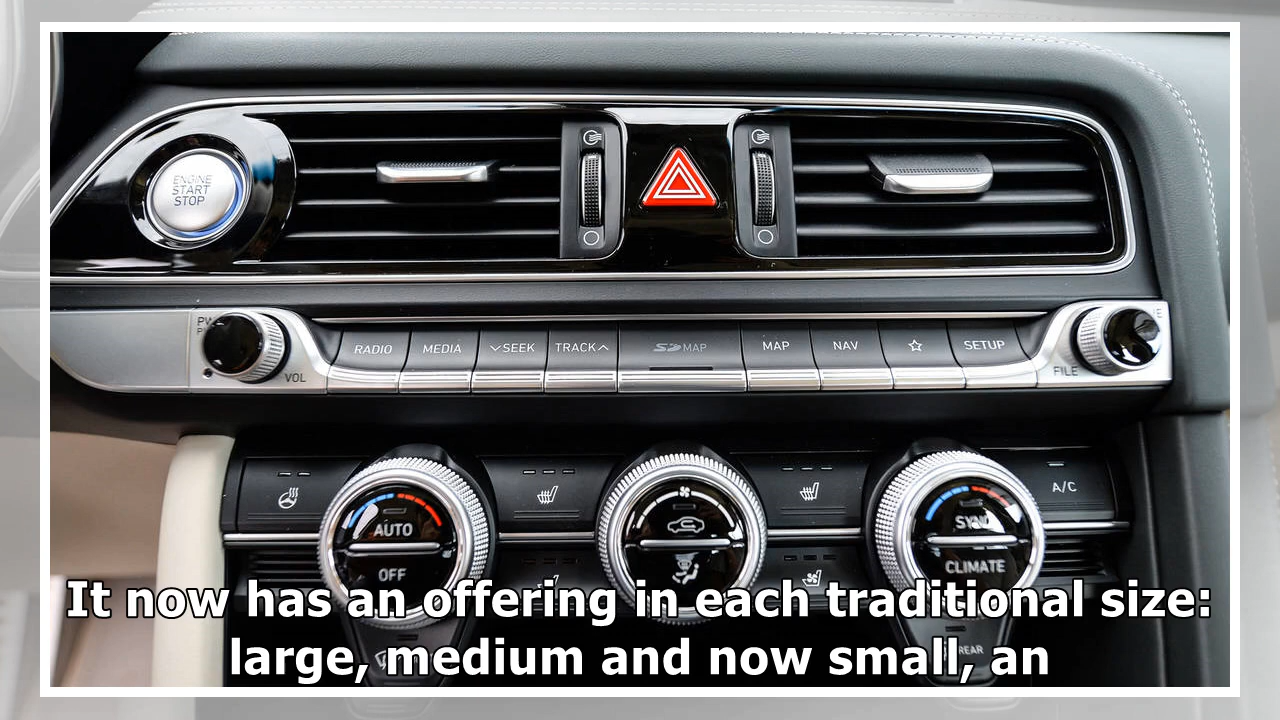 ENGINE
START
STOP
VOL
RADIO
MEDIA
SEEK
TRACK
SD MAP
MAP
NAV
SETUP
FILE
AUTO
OFF
SYNC
CLIMATE
A/C
REAR
It now has an offering in each traditional size:
large, medium and now small, an